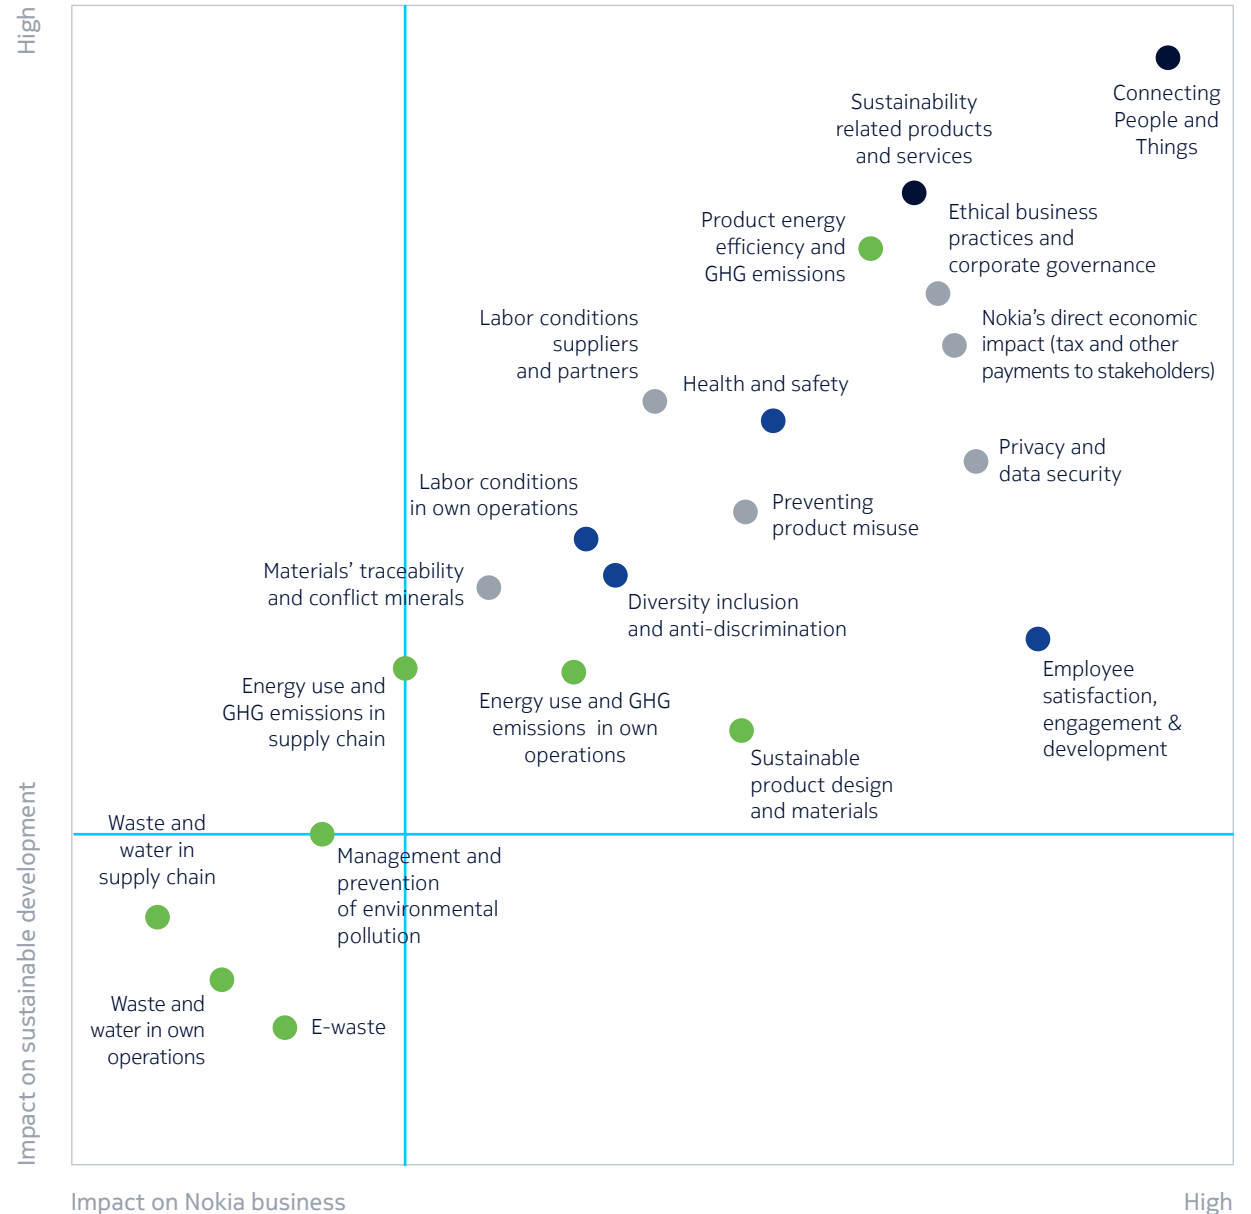 High
Connecting
People and
Things
Sustainability
related products
and services
Ethical business
practices and
corporate governance
Product energy
efficiency and
GHG emissions
Nokia’s direct economic
impact (tax and other
payments to stakeholders)
Labor conditions
suppliers
and partners
Health and safety
Privacy and
data security
Labor conditions
in own operations
Preventing
product misuse
Materials’ traceability
and conflict minerals
Diversity inclusion
and anti-discrimination
Employee
satisfaction,
engagement &
development
Energy use and
GHG emissions in
supply chain
Energy use and GHG
emissions  in own
operations
Sustainable
product design
and materials
Waste and
water in
supply chain
Management and
prevention
of environmental
pollution
Waste and
water in own
operations
E-waste
Impact on sustainable development
Impact on Nokia business
High